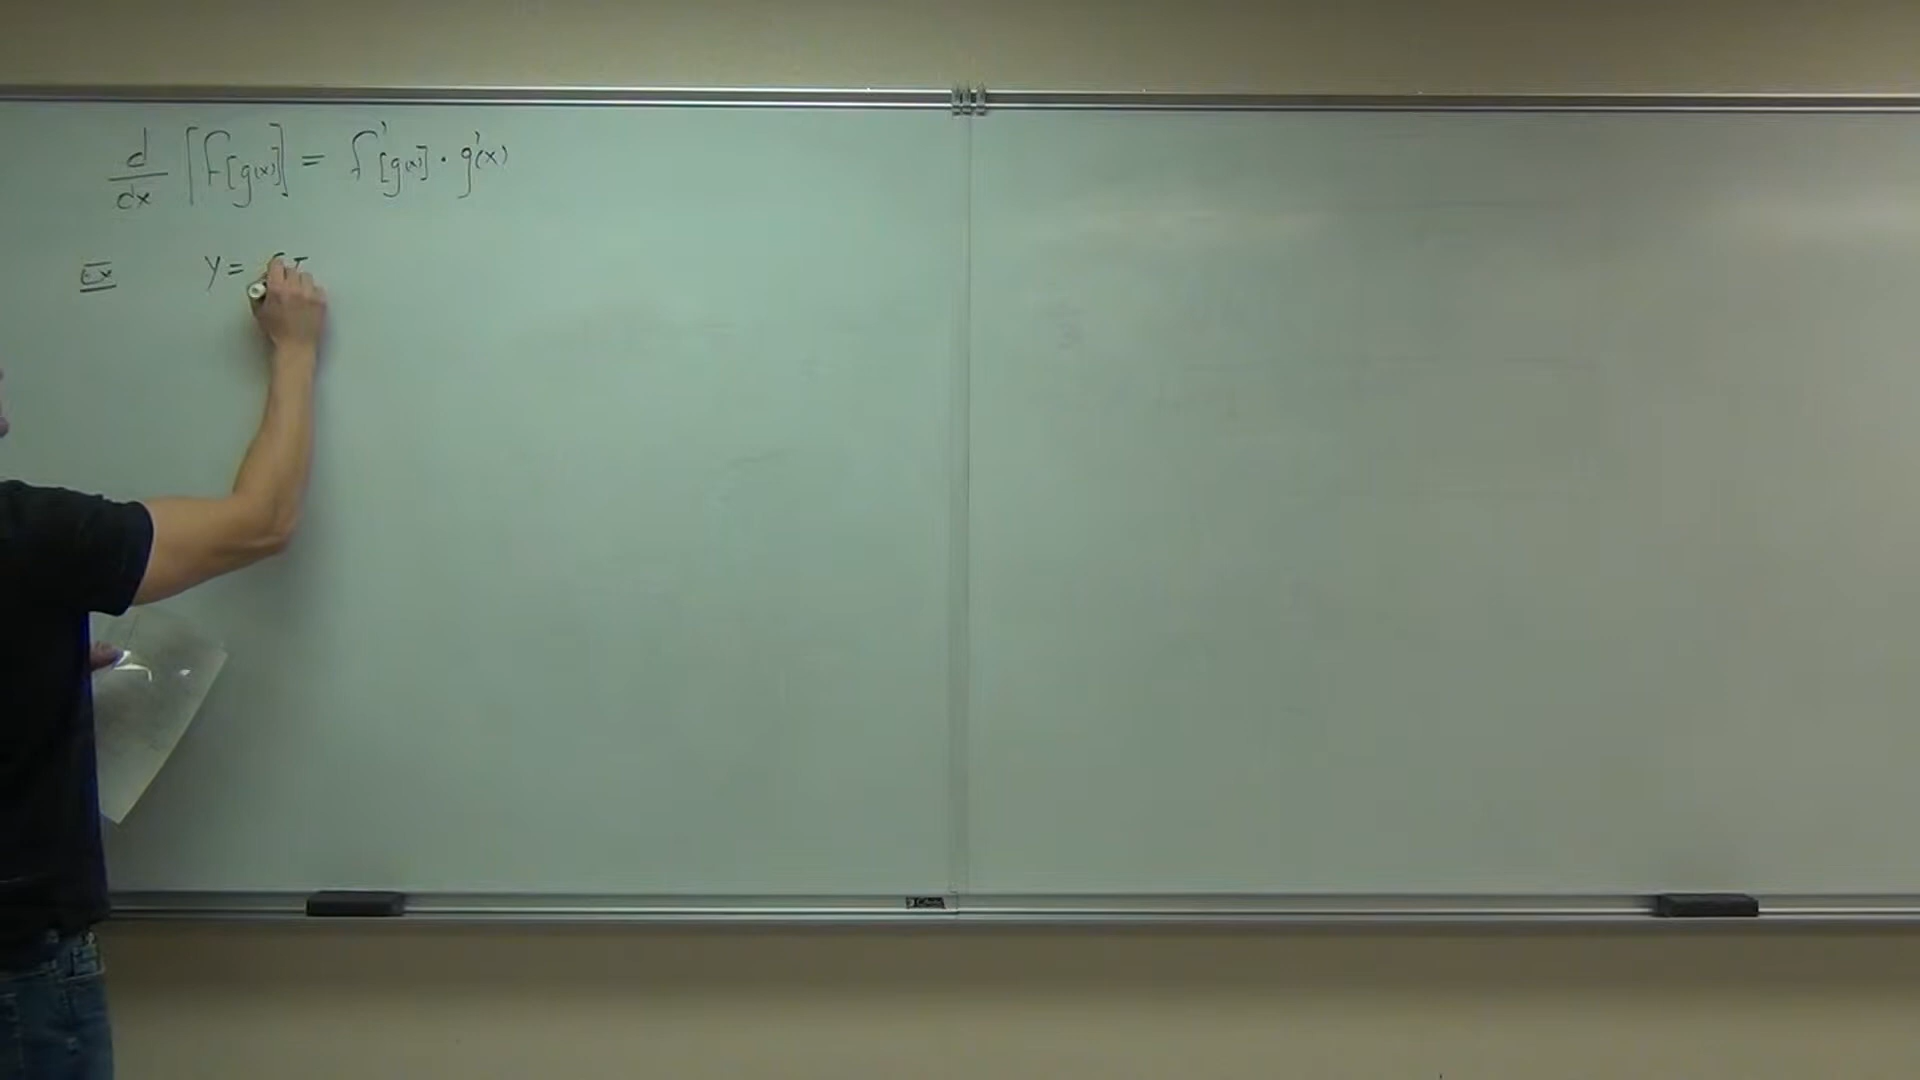 d/dx [f[g(x)]] = f'[g(x)] · g'(x)
Ex y =